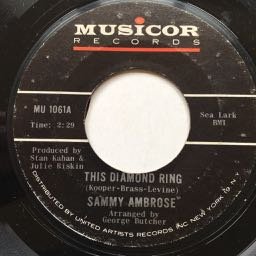 MUSICOR
RECORDS
MU 1061A
Time: 2:29
Sea Lark
BMI
Produced by
Stan Kahan &
Julie Riskin
THIS DIAMOND RING
(Kooper-Brass-Levine)
SAMMY AMBROSE
Arranged by
George Butcher
DISTRIBUTED BY UNITED ARTISTS RECORDS NEW YORK 19, N.Y.